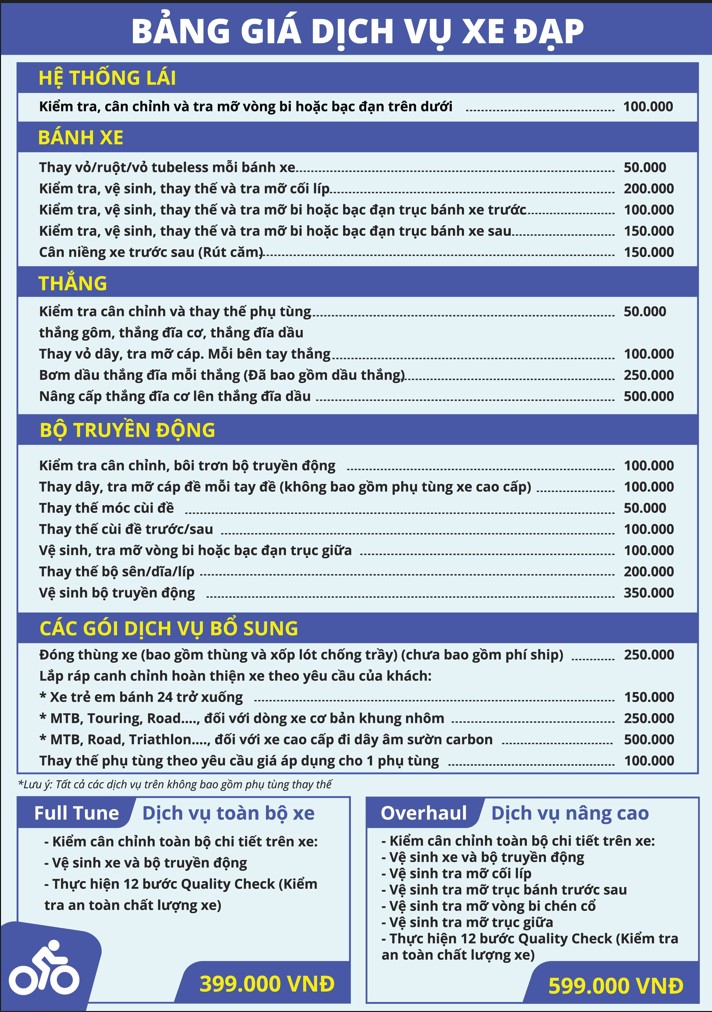 BẢNG GIÁ DỊCH VỤ XE ĐẠP
HỆ THỐNG LÁI
Kiểm tra, cân chỉnh và tra mỡ vòng bi hoặc bạc đạn trên dưới ........ 100.000
BÁNH XE
Thay vỏ/ruột/vỏ tubeless mỗi bánh xe........ 50.000
Kiểm tra, vệ sinh, thay thế và tra mỡ cối líp........ 200.000
Kiểm tra, vệ sinh, thay thế và tra mỡ bi hoặc bạc đạn trục bánh xe trước........ 100.000
Kiểm tra, vệ sinh, thay thế và tra mỡ bi hoặc bạc đạn trục bánh xe sau........ 150.000
Cân niềng xe trước sau (Rút căm)........ 150.000
THẮNG
Kiểm tra cân chỉnh và thay thế phụ tùng........ 50.000
thắng gôm, thắng đĩa cơ, thắng đĩa dầu
Thay vỏ dây, tra mỡ cáp. Mỗi bên tay thắng........ 100.000
Bơm dầu thắng đĩa mỗi thắng (Đã bao gồm dầu thắng)........ 250.000
Nâng cấp thắng đĩa cơ lên thắng đĩa dầu ........ 500.000
BỘ TRUYỀN ĐỘNG
Kiểm tra cân chỉnh, bôi trơn bộ truyền động ........ 100.000
Thay dây, tra mỡ cáp đề mỗi tay đề (không bao gồm phụ tùng xe cao cấp) ........ 100.000
Thay thế móc cùi đề ........ 50.000
Thay thế cùi đề trước/sau ........ 100.000
Vệ sinh, tra mỡ vòng bi hoặc bạc đạn trục giữa ........ 100.000
Thay thế bộ sên/dĩa/líp ........ 200.000
Vệ sinh bộ truyền động ........ 350.000
CÁC GÓI DỊCH VỤ BỔ SUNG
Đóng thùng xe (bao gồm thùng và xốp lót chống trầy) (chưa bao gồm phí ship) ........ 250.000
Lắp ráp canh chỉnh hoàn thiện xe theo yêu cầu của khách:
* Xe trẻ em bánh 24 trở xuống ........ 150.000
* MTB, Touring, Road...., đối với dòng xe cơ bản khung nhôm ........ 250.000
* MTB, Road, Triathlon...., đối với xe cao cấp đi dây âm sườn carbon ........ 500.000
Thay thế phụ tùng theo yêu cầu giá áp dụng cho 1 phụ tùng ........ 100.000
*Lưu ý: Tất cả các dịch vụ trên không bao gồm phụ tùng thay thế
Full Tune Dịch vụ toàn bộ xe
- Kiểm cân chỉnh toàn bộ chi tiết trên xe:
- Vệ sinh xe và bộ truyền động
- Thực hiện 12 bước Quality Check (Kiểm
tra an toàn chất lượng xe)
399.000 VNĐ
Overhaul Dịch vụ nâng cao
- Kiểm cân chỉnh toàn bộ chi tiết trên xe:
- Vệ sinh xe và bộ truyền động
- Vệ sinh tra mỡ cối líp
- Vệ sinh tra mỡ trục bánh trước sau
- Vệ sinh tra mỡ vòng bi chén cổ
- Vệ sinh tra mỡ trục giữa
- Thực hiện 12 bước Quality Check (Kiểm tra
an toàn chất lượng xe)
599.000 VNĐ